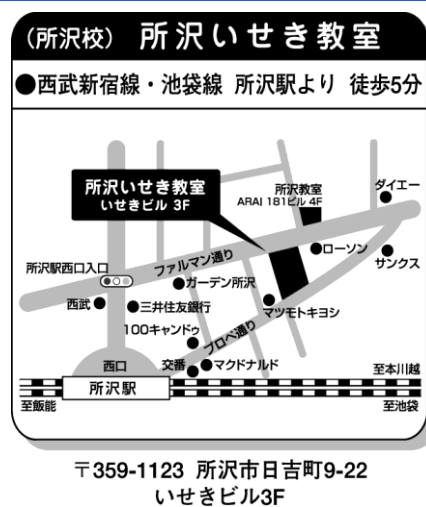 (所沢校) 所沢いせき教室
●西武新宿線・池袋線 所沢駅より 徒歩5分
所沢いせき教室
いせきビル 3F
所沢教室
ARAI 181ビル 4F
ダイエー
ローソン
サンクス
ファルマン通り
所沢駅西口入口
ガーデン所沢
西武
三井住友銀行
マツモトキヨシ
100キャンドゥ
プロペ通り
西口
交番
マクドナルド
至本川越
所沢駅
至飯能
至池袋
〒359-1123 所沢市日吉町9-22
いせきビル3F